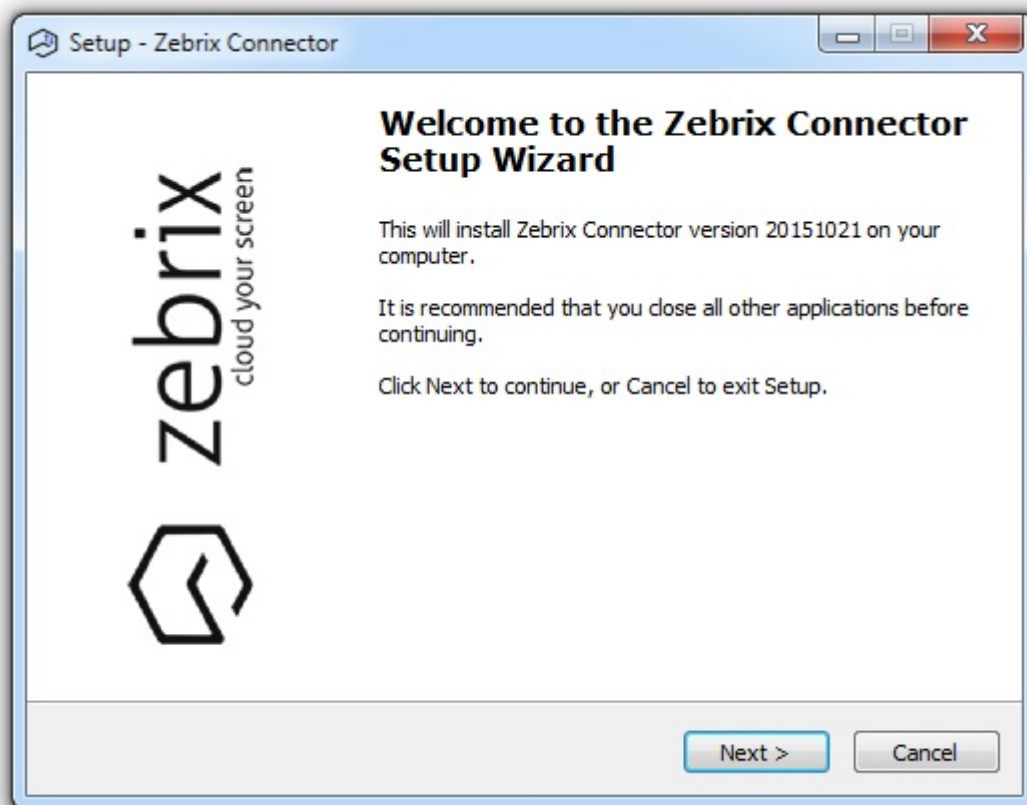 Setup - Zebrix Connector
Welcome to the Zebrix Connector
Setup Wizard
This will install Zebrix Connector version 20151021 on your
computer.
It is recommended that you close all other applications before
continuing.
Click Next to continue, or Cancel to exit Setup.
zebrix
cloud your screen
Next >
Cancel